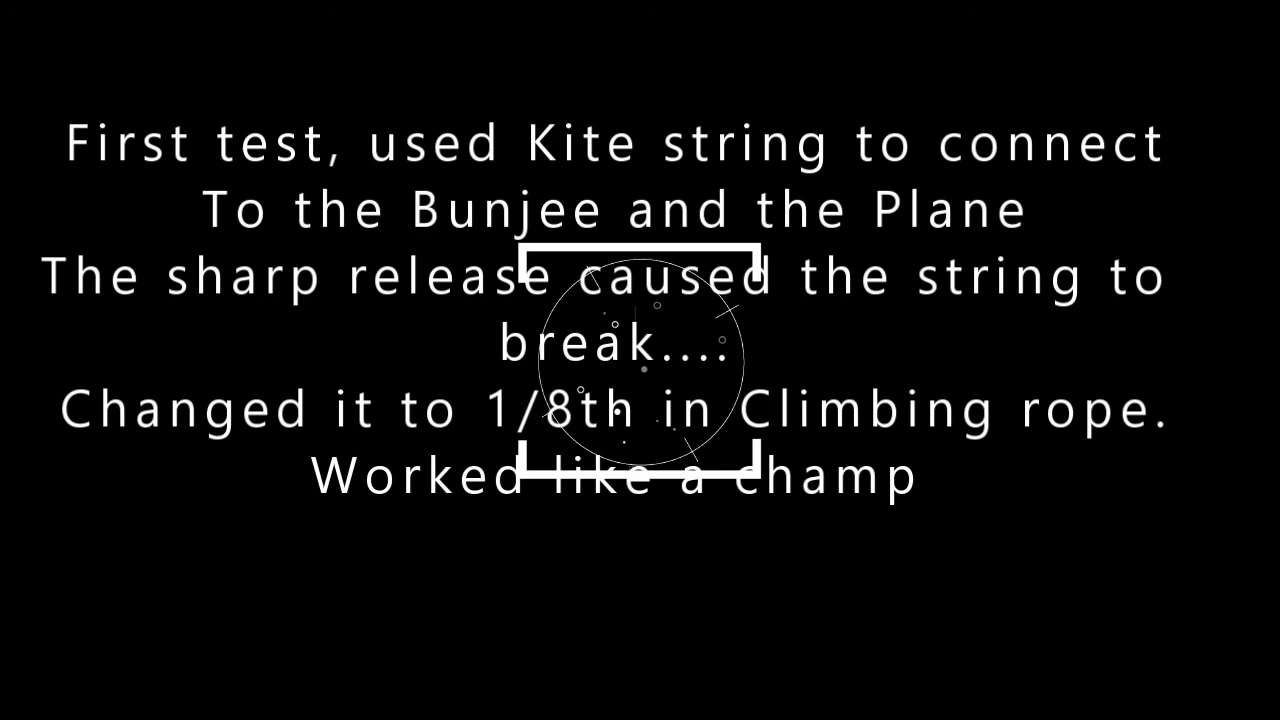 First test, used Kite string to connect
To the Bunjee and the Plane
The sharp release caused the string to
break....
Changed it to 1/8th in Climbing rope.
Worked like a champ